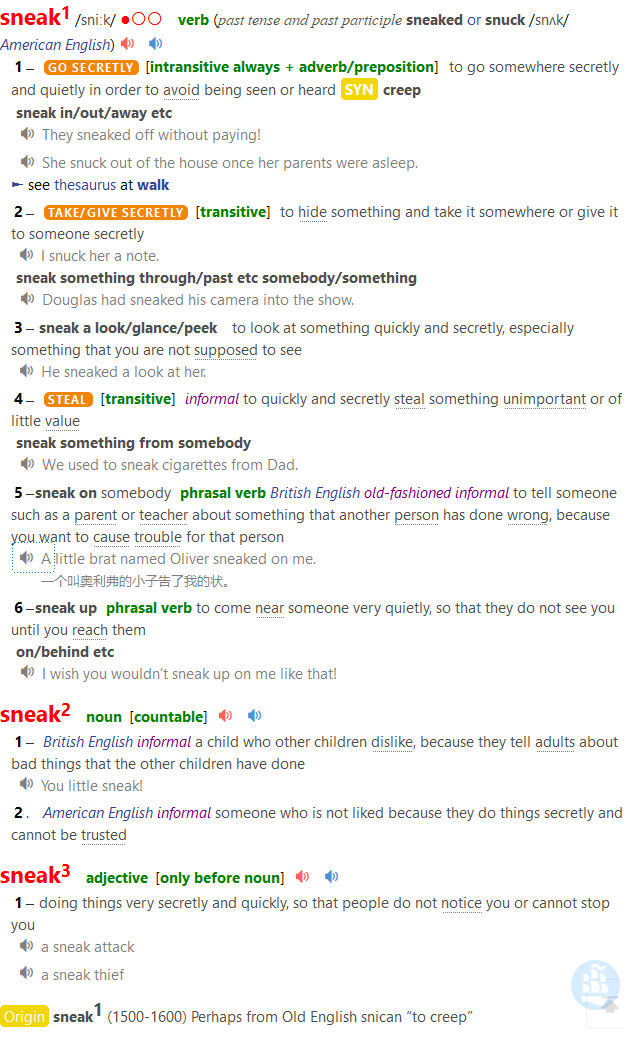 sneak1 /sniːk/ ●○○ verb (past tense and past participle sneaked or snuck /snʌk/
American English)
1 – GO SECRETLY [intransitive always + adverb/preposition] to go somewhere secretly
and quietly in order to avoid being seen or heard SYN creep
sneak in/out/away etc
They sneaked off without paying!
She snuck out of the house once her parents were asleep.
► see thesaurus at walk
2 – TAKE/GIVE SECRETLY [transitive] to hide something and take it somewhere or give it
to someone secretly
I snuck her a note.
sneak something through/past etc somebody/something
Douglas had sneaked his camera into the show.
3 – sneak a look/glance/peek to look at something quickly and secretly, especially
something that you are not supposed to see
He sneaked a look at her.
4 – STEAL [transitive] informal to quickly and secretly steal something unimportant or of
little value
sneak something from somebody
We used to sneak cigarettes from Dad.
5 –sneak on somebody phrasal verb British English old-fashioned informal to tell someone
such as a parent or teacher about something that another person has done wrong, because
you want to cause trouble for that person
A little brat named Oliver sneaked on me.
一个叫奥利弗的小子告了我的状。
6 –sneak up phrasal verb to come near someone very quietly, so that they do not see you
until you reach them
on/behind etc
I wish you wouldn't sneak up on me like that!
sneak2 noun [countable]
1 – British English informal a child who other children dislike, because they tell adults about
bad things that the other children have done
You little sneak!
2 . American English informal someone who is not liked because they do things secretly and
cannot be trusted
sneak3 adjective [only before noun]
1 – doing things very secretly and quickly, so that people do not notice you or cannot stop
you
a sneak attack
a sneak thief
Origin sneak1 (1500-1600) Perhaps from Old English snican “to creep”